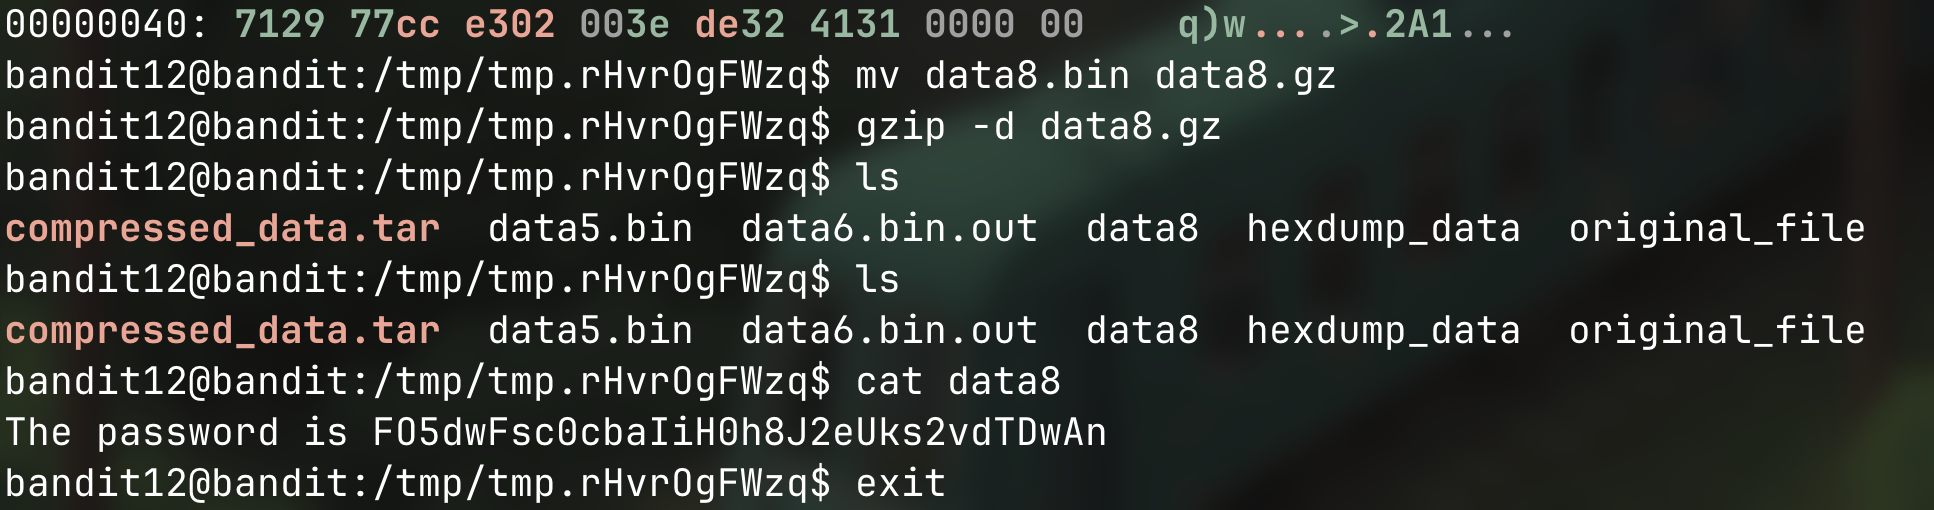 00000040: 7129 77cc e302 003e de32 4131 0000 00    q)w.....>.2A1...
bandit12@bandit:/tmp/tmp.rHvrOgFWzq$ mv data8.bin data8.gz
bandit12@bandit:/tmp/tmp.rHvrOgFWzq$ gzip -d data8.gz
bandit12@bandit:/tmp/tmp.rHvrOgFWzq$ ls
compressed_data.tar  data5.bin  data6.bin.out  data8  hexdump_data  original_file
bandit12@bandit:/tmp/tmp.rHvrOgFWzq$ ls
compressed_data.tar  data5.bin  data6.bin.out  data8  hexdump_data  original_file
bandit12@bandit:/tmp/tmp.rHvrOgFWzq$ cat data8
The password is FO5dwFsc0cbaIiH0h8J2eUks2vdTDwAn
bandit12@bandit:/tmp/tmp.rHvrOgFWzq$ exit